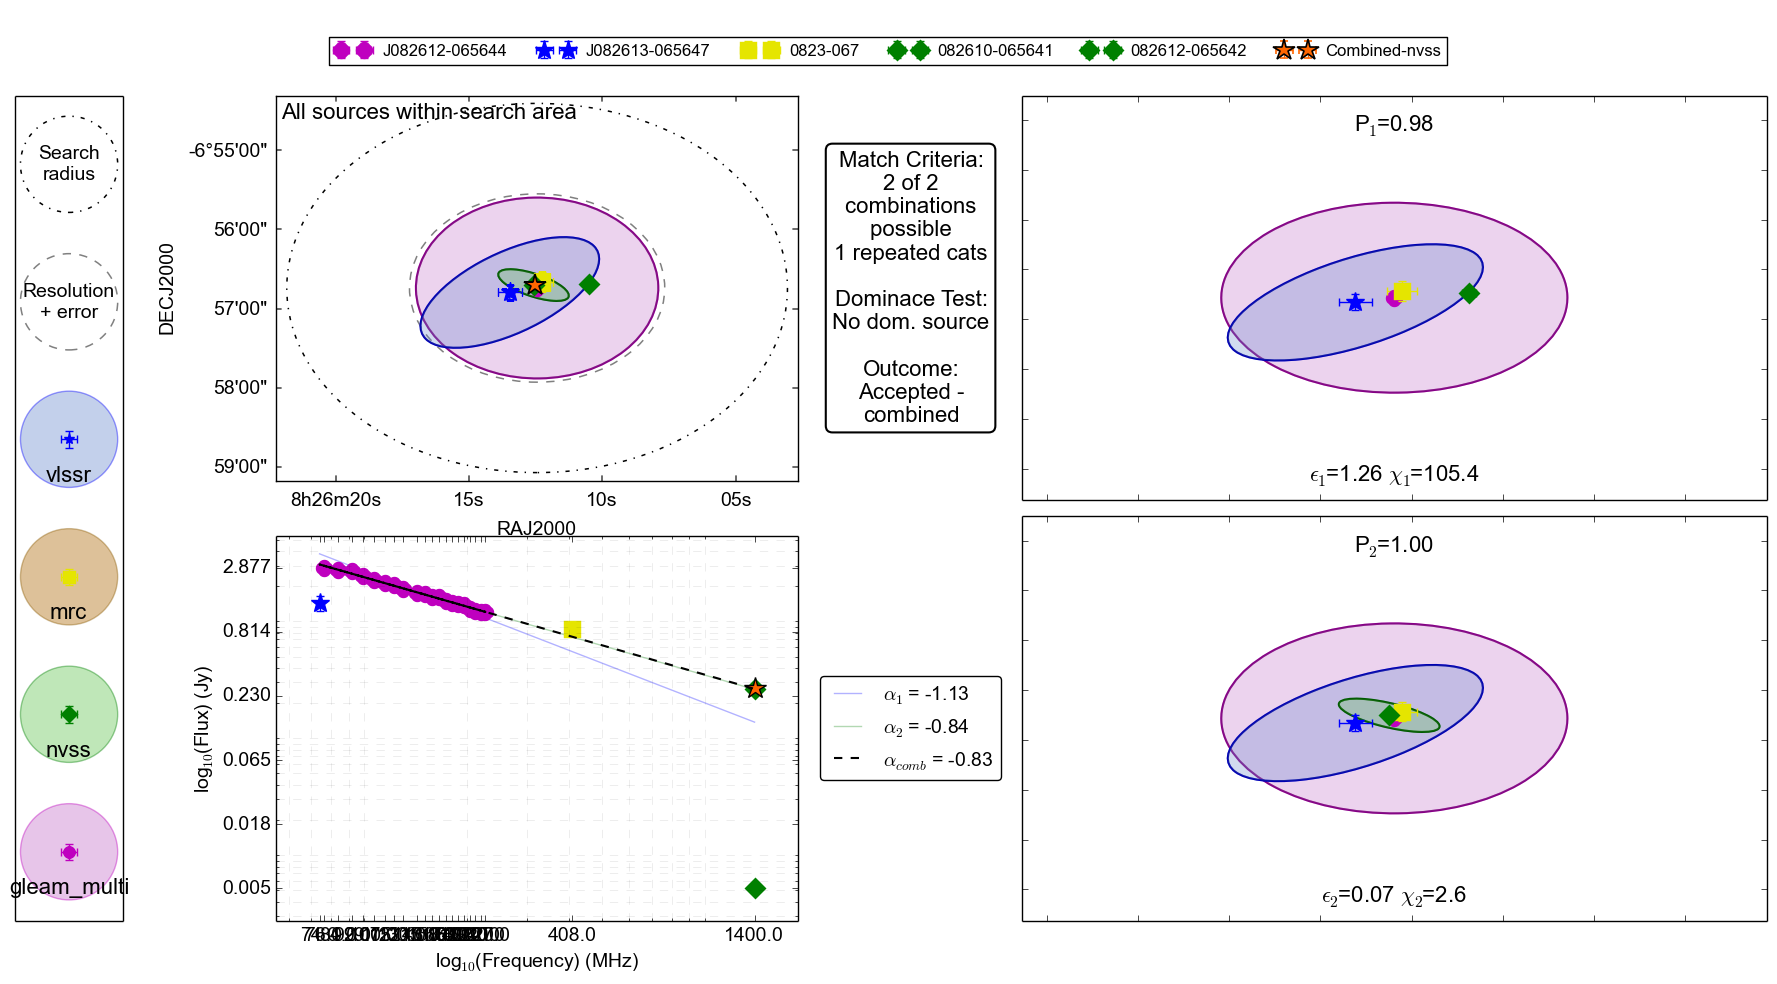 J082612-065644 J082613-065647 0823-067 082610-065641 082612-065642 Combined-nvss
Search
radius
Resolution
+ error
vlssr
mrc
nvss
gleam_multi
All sources within search area
-6°55'00"
56'00"
57'00"
58'00"
59'00"
DECJ2000
8h26m20s 15s 10s 05s
RAJ2000
Match Criteria:
2 of 2
combinations
possible
1 repeated cats
Dominace Test:
No dom. source
Outcome:
Accepted -
combined
P1=0.98
ϵ1=1.26 χ1=105.4
2.877
0.814
0.230
0.065
0.018
0.005
log10(Flux) (Jy)
408.0 1400.0
log10(Frequency) (MHz)
α1 = -1.13
α2 = -0.84
αcomb = -0.83
P2=1.00
ϵ2=0.07 χ2=2.6